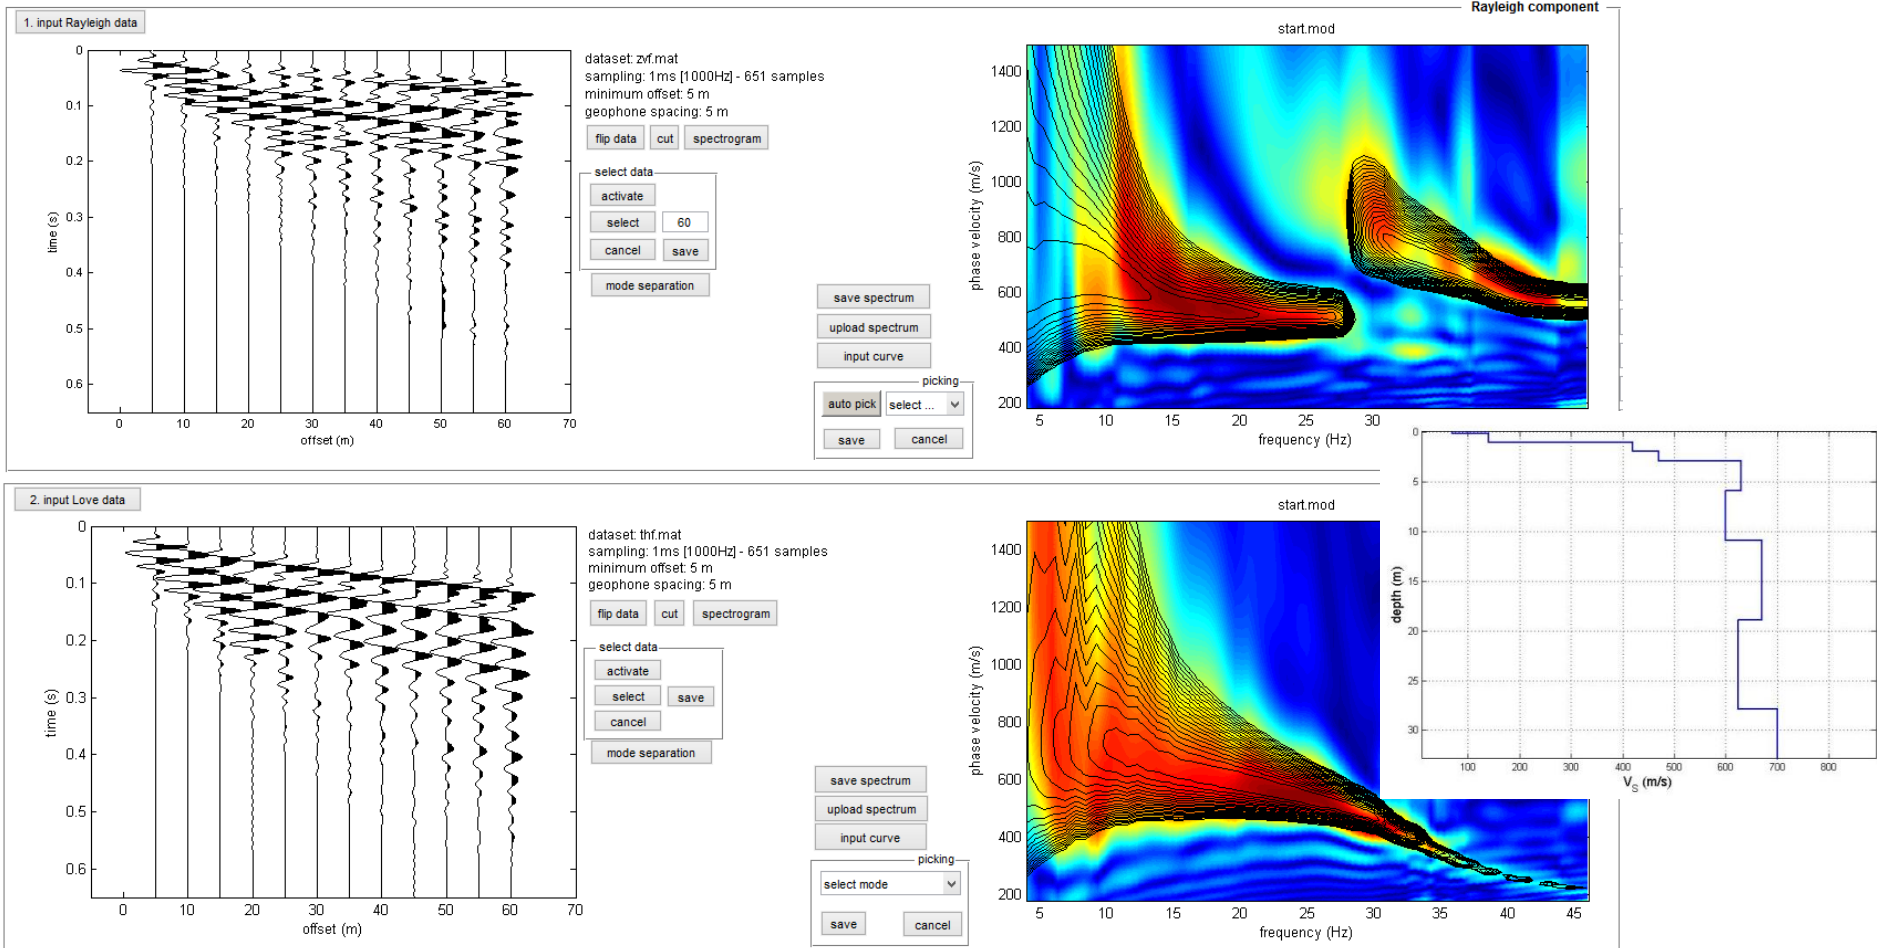 Rayleigh component
1. input Rayleigh data
0
0.1
0.2
0.3
0.4
0.5
0.6
time (s)
0 10 20 30 40 50 60 70
offset (m)
dataset: zvf.mat
sampling: 1ms [1000Hz] - 651 samples
minimum offset: 5 m
geophone spacing: 5 m
flip data cut spectrogram
select data
activate
select 60
cancel save
mode separation
save spectrum
upload spectrum
input curve
picking
auto pick select ...
save cancel
start.mod
1400
1200
1000
800
600
400
200
phase velocity (m/s)
5 10 15 20 25 30
frequency (Hz)
2. input Love data
0
0.1
0.2
0.3
0.4
0.5
0.6
time (s)
0 10 20 30 40 50 60 70
offset (m)
dataset: thf.mat
sampling: 1ms [1000Hz] - 651 samples
minimum offset: 5 m
geophone spacing: 5 m
flip data cut spectrogram
select data
activate
select save
cancel
mode separation
save spectrum
upload spectrum
input curve
picking
select mode
save cancel
start.mod
1400
1200
1000
800
600
400
200
phase velocity (m/s)
5 10 15 20 25 30 35 40 45
frequency (Hz)
0
5
10
15
20
25
30
depth (m)
100 200 300 400 500 600 700 800
VS (m/s)